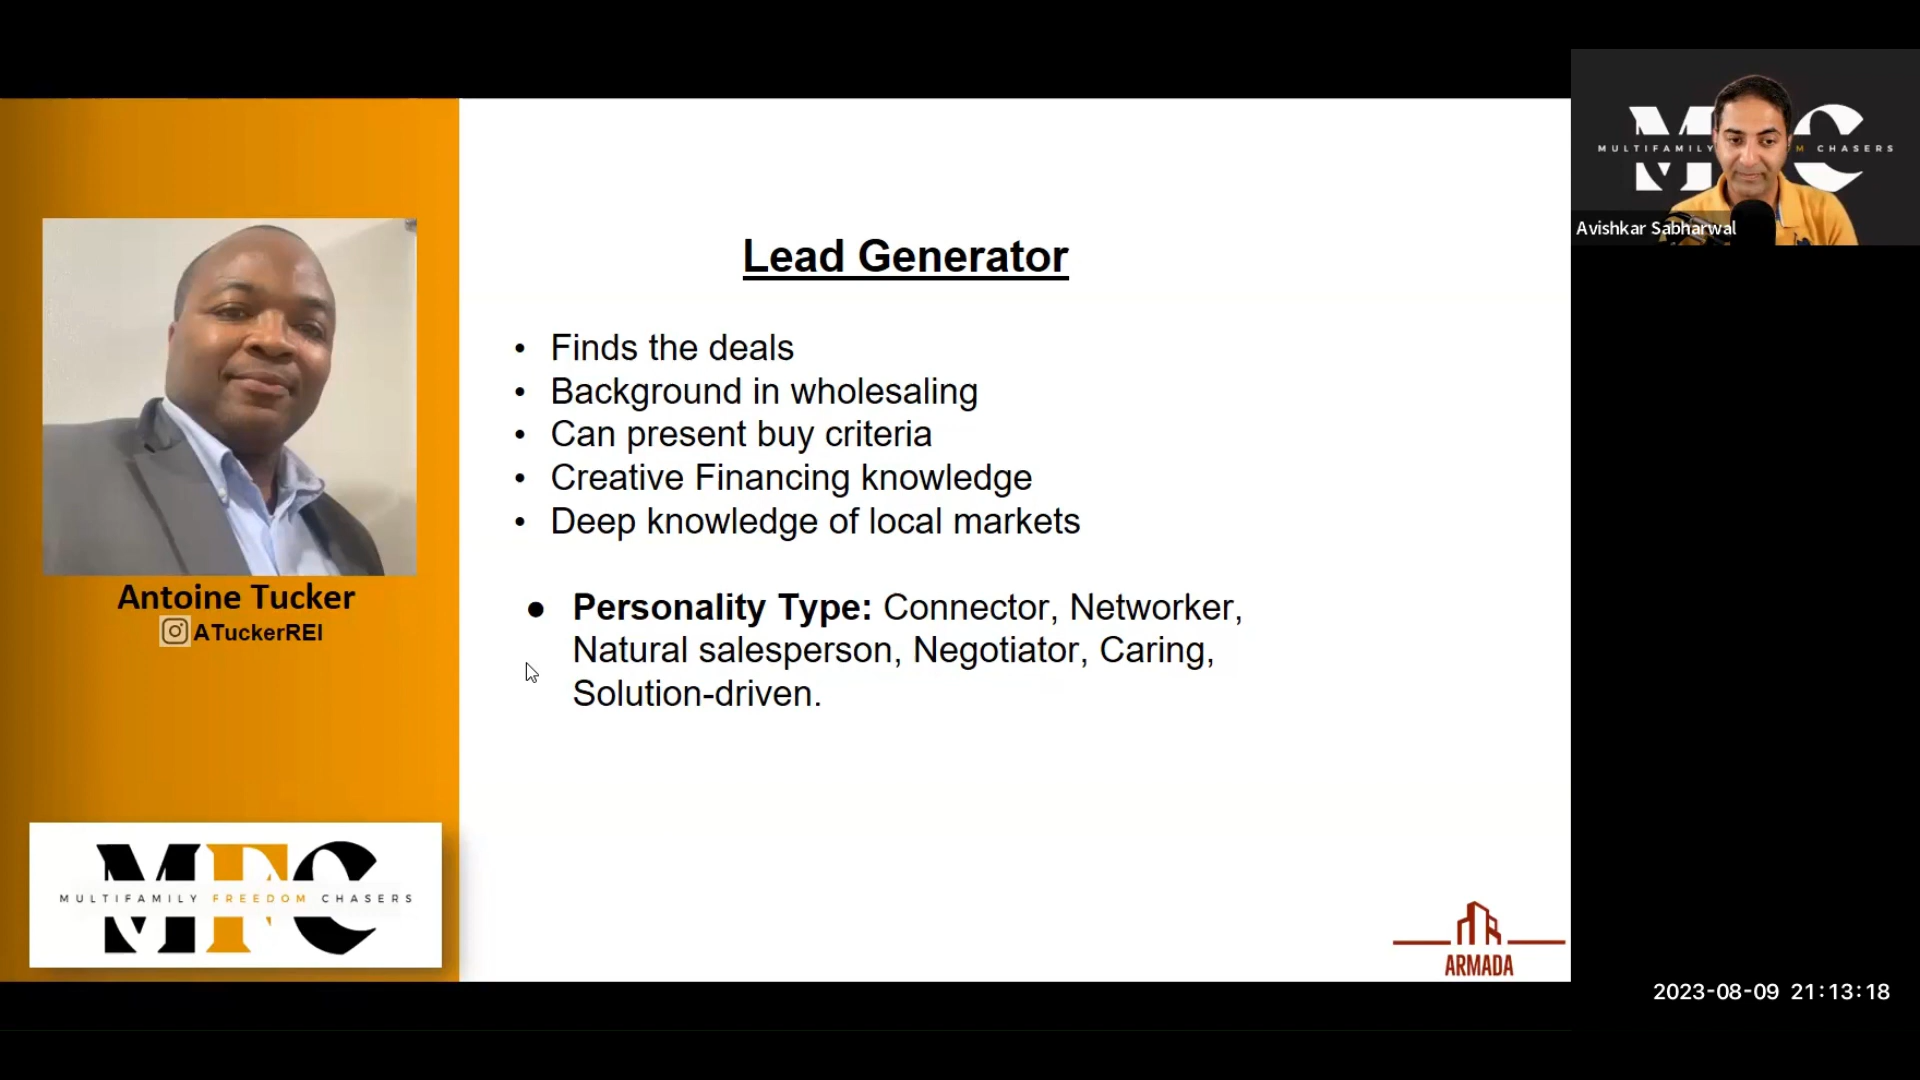 Lead Generator
• Finds the deals
• Background in wholesaling
• Can present buy criteria
• Creative Financing knowledge
• Deep knowledge of local markets
● Personality Type: Connector, Networker,
Natural salesperson, Negotiator, Caring,
Solution-driven.
Antoine Tucker
ATuckerREI
MFC
MULTIFAMILY FREEDOM CHASERS
ARMADA
M C
MULTIFAMILY M CHASERS
Avishkar Sabharwal
2023-08-09 21:13:18